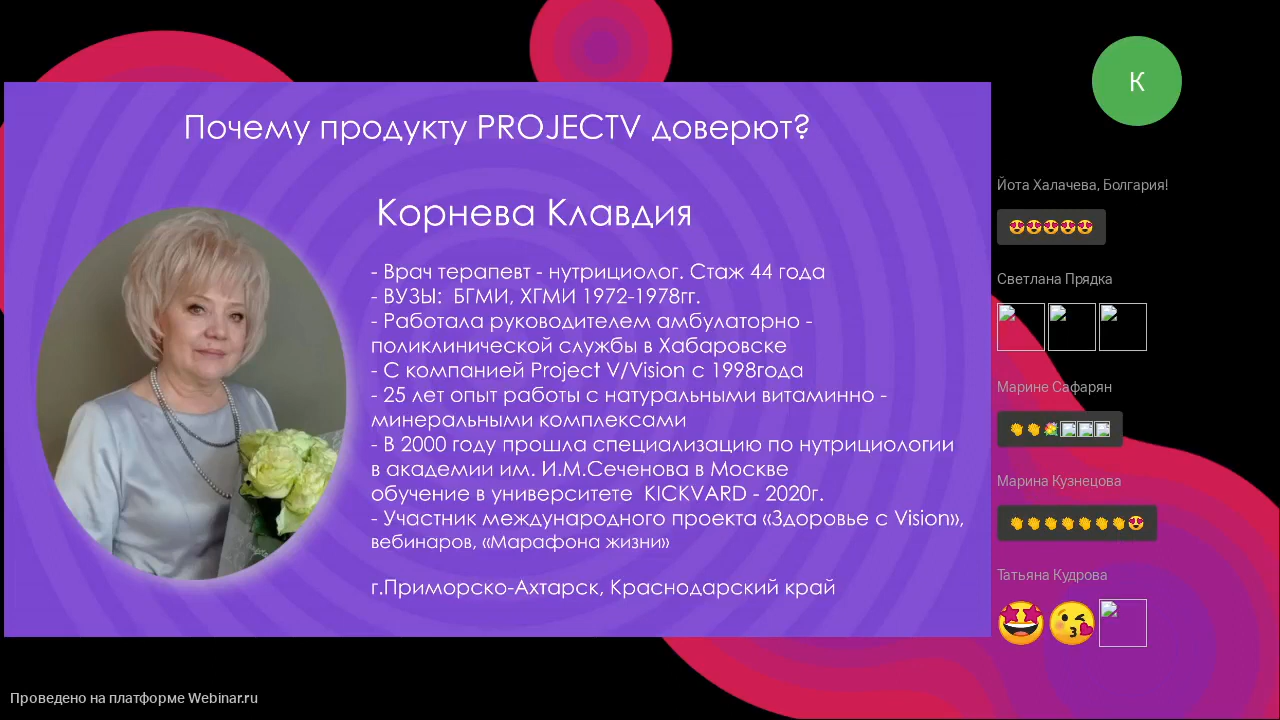 Почему продукту PROJECTV доверют?
Корнева Клавдия
- Врач терапевт - нутрициолог. Стаж 44 года
- ВУЗЫ: БГМИ, ХГМИ 1972-1978гг.
- Работала руководителем амбулаторно -
поликлинической службы в Хабаровске
- С компанией Project V/Vision с 1998года
- 25 лет опыт работы с натуральными витаминно -
минеральными комплексами
- В 2000 году прошла специализацию по нутрициологии
в академии им. И.М.Сеченова в Москве
обучение в университете KICKVARD - 2020г.
- Участник международного проекта «Здоровье с Vision»,
вебинаров, «Марафона жизни»
г.Приморско-Ахтарск, Краснодарский край
К
Йота Халачева, Болгария!
Светлана Прядка
Марине Сафарян
Марина Кузнецова
Татьяна Кудрова
Проведено на платформе Webinar.ru